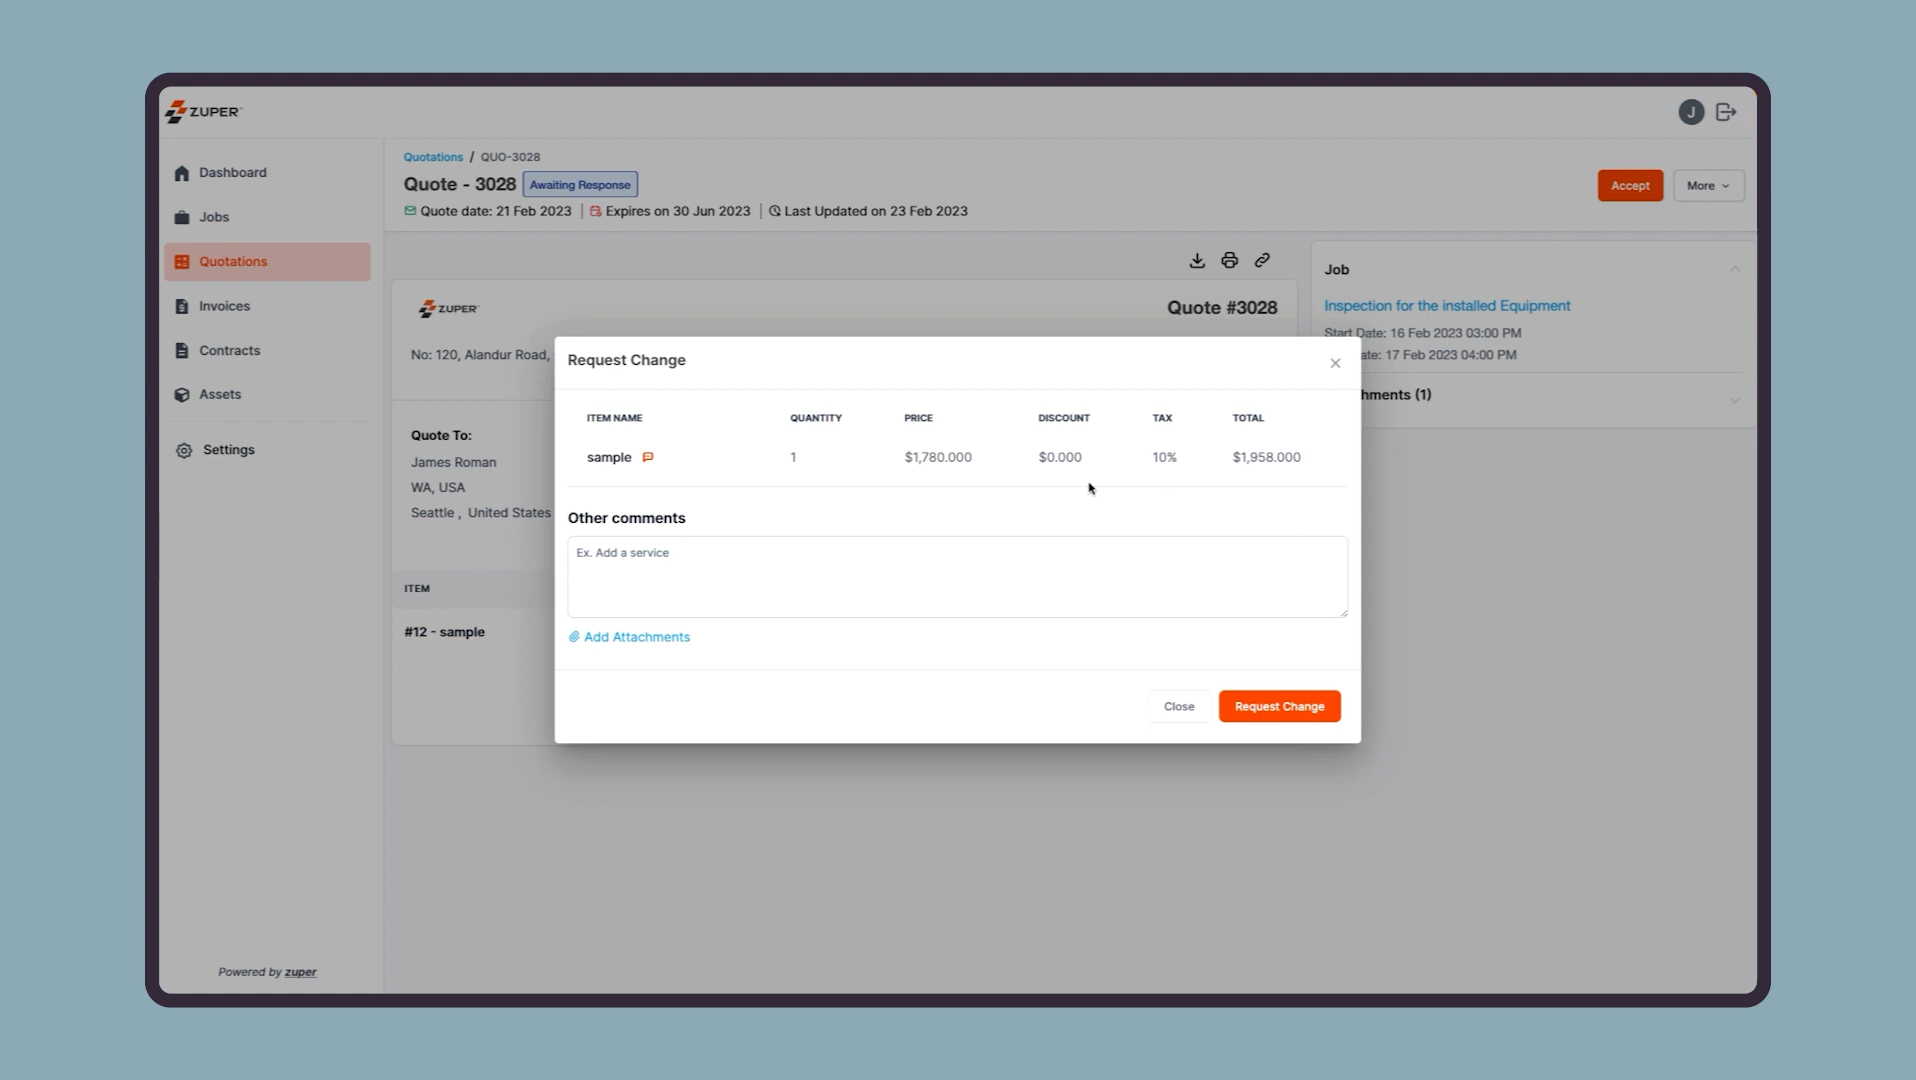 ZUPER
J
Dashboard
Jobs
Quotations
Invoices
Contracts
Assets
Settings
Powered by zuper
Quotations / QUO-3028
Quote - 3028 Awaiting Response
Quote date: 21 Feb 2023 | Expires on 30 Jun 2023 | Last Updated on 23 Feb 2023
Accept
More
ZUPER
Quote #3028
No: 120, Alandur Road,
Quote To:
James Roman
WA, USA
Seattle , United States
ITEM
#12 - sample
Job
Inspection for the installed Equipment
Start Date: 16 Feb 2023 03:00 PM
ate: 17 Feb 2023 04:00 PM
hments (1)
Request Change
ITEM NAME QUANTITY PRICE DISCOUNT TAX TOTAL
sample 1 $1,780.000 $0.000 10% $1,958.000
Other comments
Ex. Add a service
Add Attachments
Close
Request Change